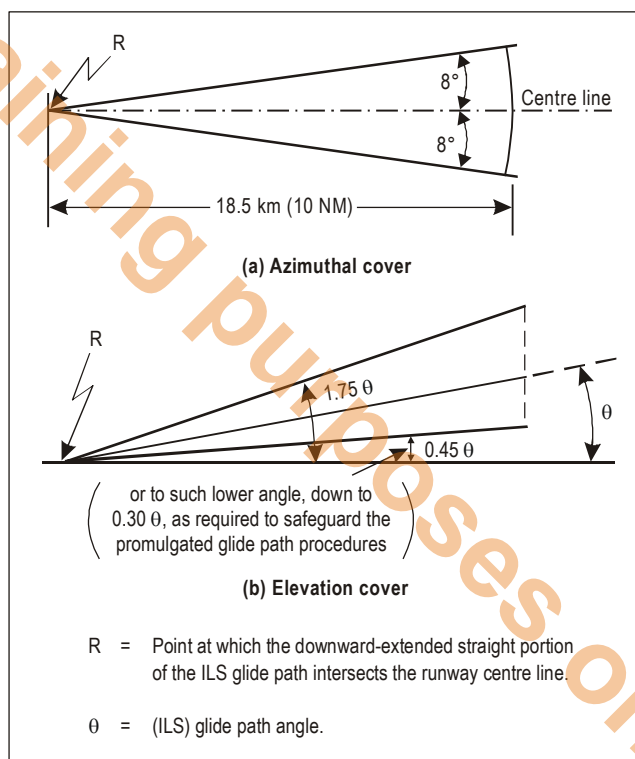 R
8°
Centre line
8°
18.5 km (10 NM)
(a) Azimuthal cover
R
1.75 θ
θ
0.45 θ
or to such lower angle, down to
0.30 θ, as required to safeguard the
promulgated glide path procedures
(b) Elevation cover
R = Point at which the downward-extended straight portion
of the ILS glide path intersects the runway centre line.
θ = (ILS) glide path angle.
aining purposes on